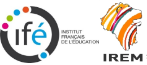 ifé
INSTITUT
FRANÇAIS
DE L'ÉDUCATION
IREM